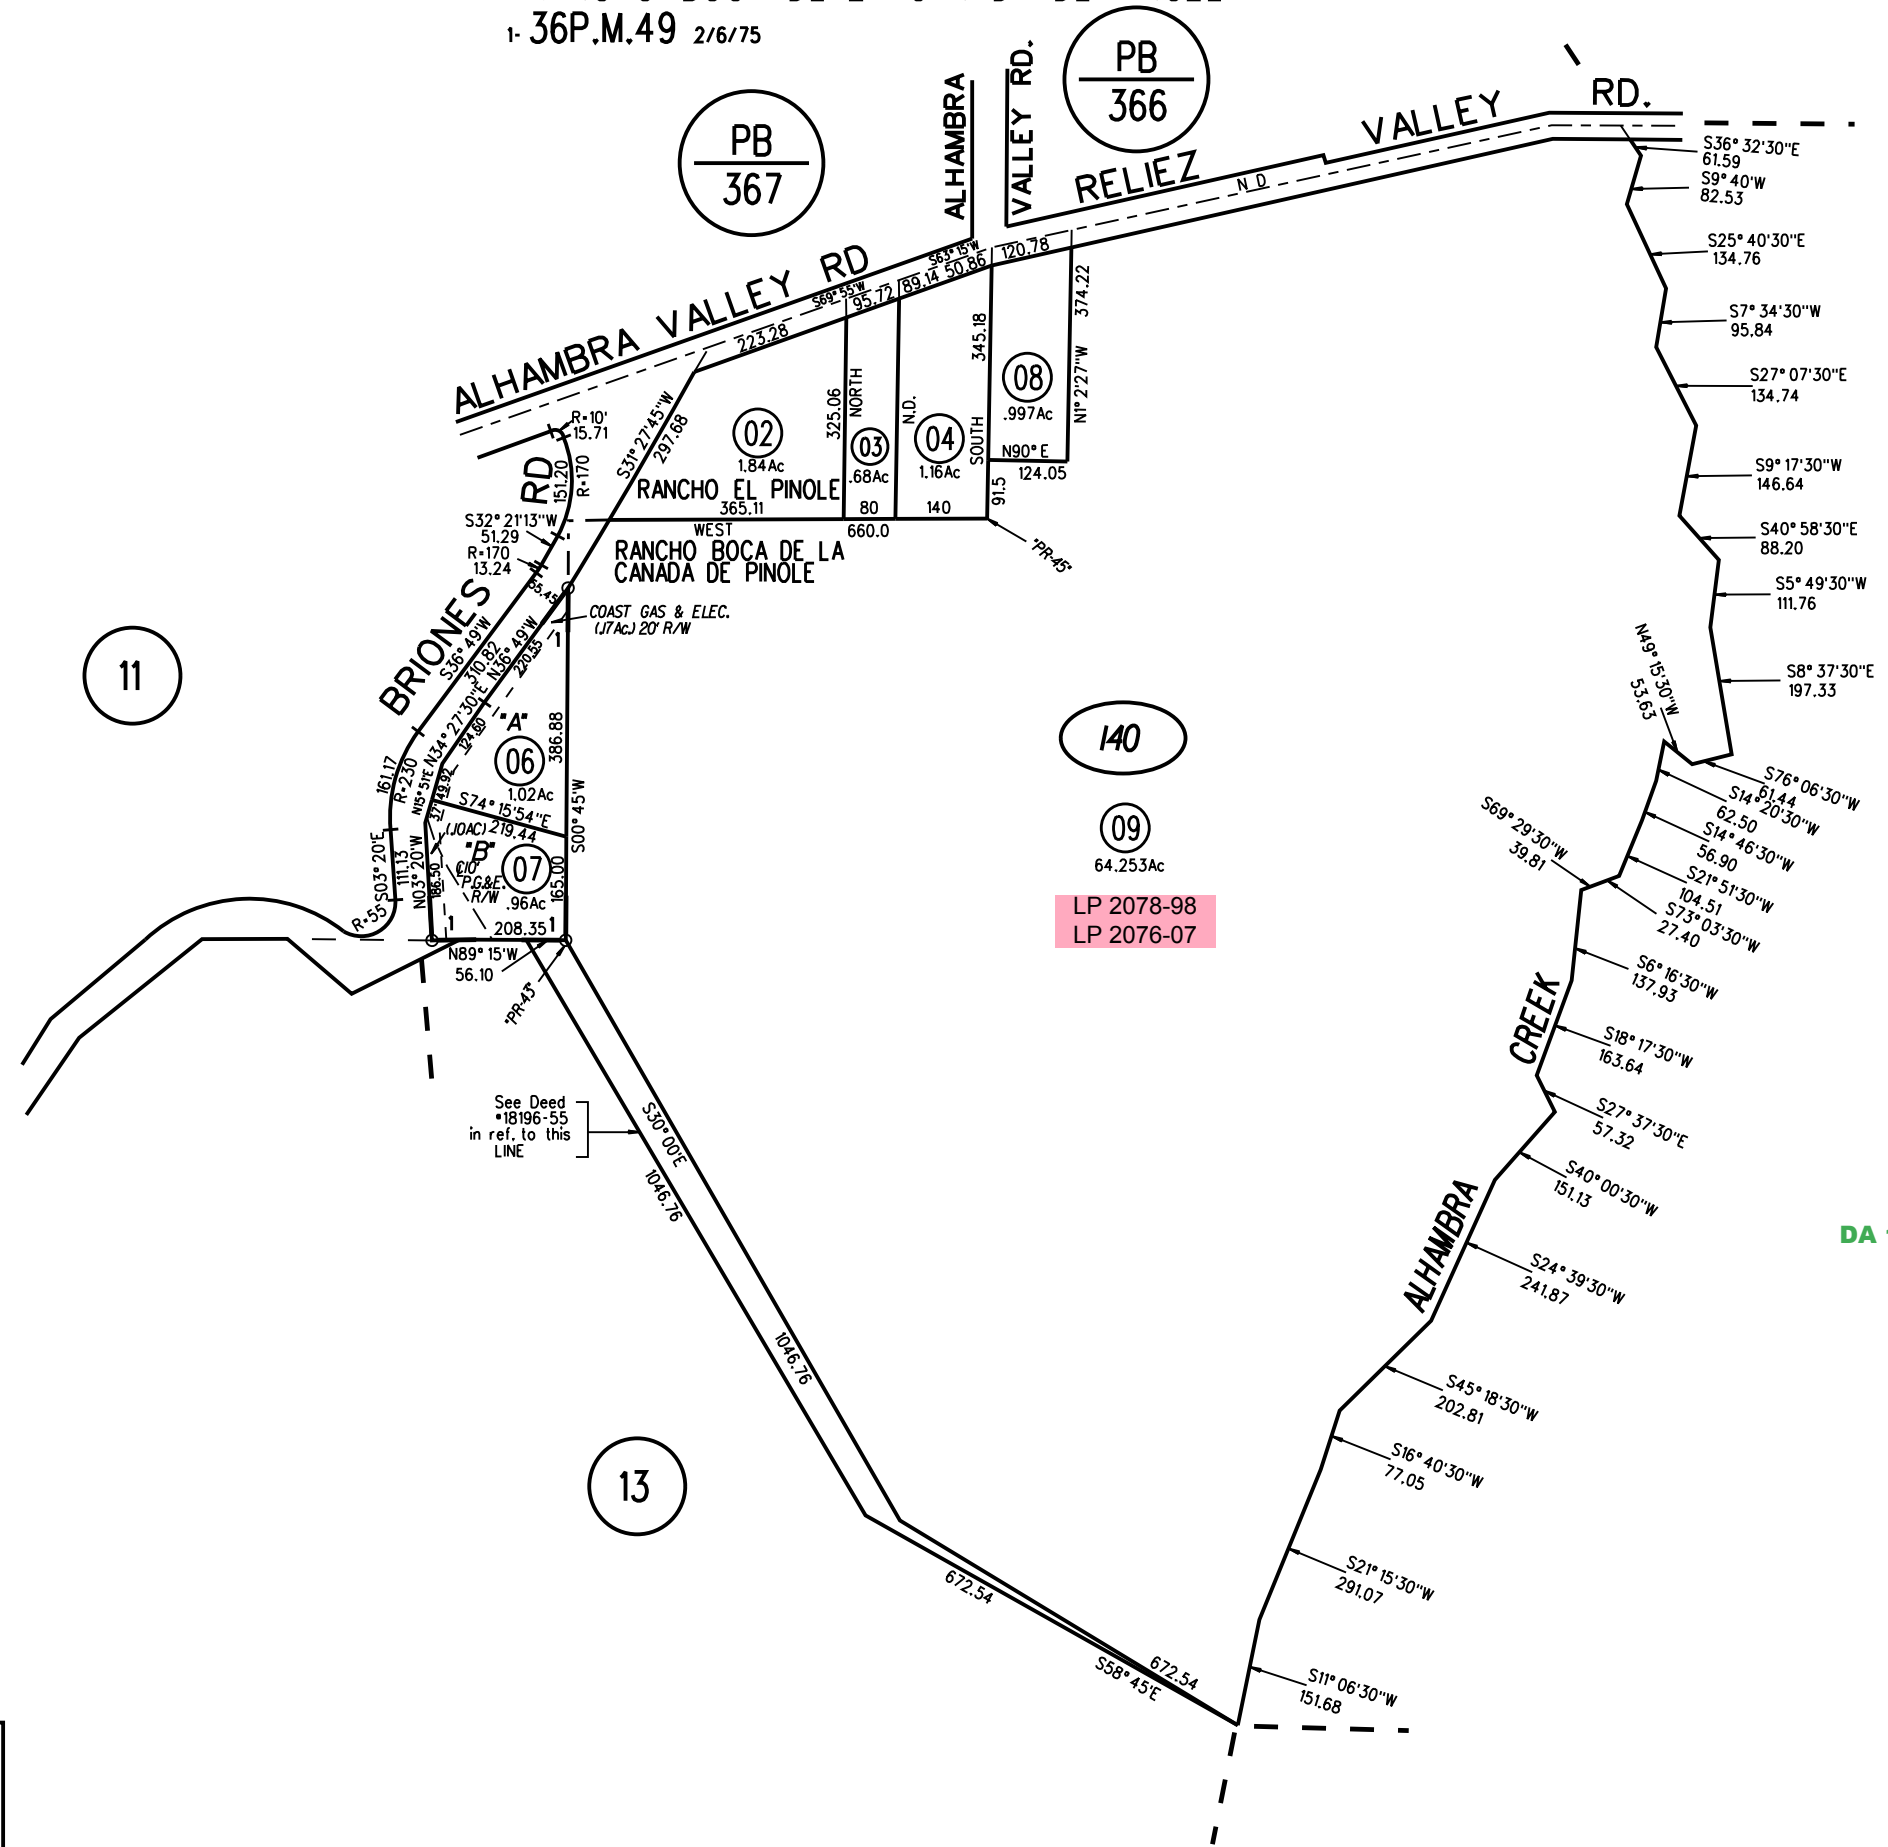 1- 36P.M.49 2/6/75
PB
367
PB
366
ALHAMBRA
VALLEY RD.
RELIEZ
VALLEY
RD.
N D
ALHAMBRA VALLEY RD
S69°55'W
S63°15'W
223.28
95.72
89.14
50.86
120.78
R=10'
15.71
151.20
R=170
S31°27'45"W
297.68
02
1.84Ac
RANCHO EL PINOLE
365.11
325.06
NORTH
03
.68Ac
80
N.D.
04
1.16Ac
140
345.18
SOUTH
91.5
08
.997Ac
N90°E
124.05
374.22
N1°2'27"W
WEST
660.0
"PR-45"
RANCHO BOCA DE LA
CANADA DE PINOLE
BRIONES
RD
S32°21'13"W
51.29
R=170
13.24
55.45
COAST GAS & ELEC.
(.17Ac.) 20' R/W
1
S36°49'W
310.82
N36°49'W
220.55
N34°27'30"E
124.60
"A"
06
1.02Ac
386.88
S00°45'W
161.17
R=230
N15°51'E
49.92
37'
S74°15'54"E
219.44
(.10AC)
"B"
07
.96Ac
P.G.&E.
R/W
165.00
S03°20'E
111.13
N03°20'W
186.50
R=55
1
208.35
1
N89°15'W
56.10
"PR-43"
11
140
09
64.253Ac
LP 2078-98
LP 2076-07
See Deed
*18196-55
in ref. to this
LINE
S30°00'E
1046.76
1046.76
13
672.54
672.54
S58°45'E
S36°32'30"E
61.59
S9°40'W
82.53
S25°40'30"E
134.76
S7°34'30"W
95.84
S27°07'30"E
134.74
S9°17'30"W
146.64
S40°58'30"E
88.20
S5°49'30"W
111.76
S8°37'30"E
197.33
N49°15'30"W
53.63
S76°06'30"W
61.44
S14°20'30"W
62.50
S14°46'30"W
56.90
S21°51'30"W
104.51
S73°03'30"W
27.40
S69°29'30"W
39.81
S6°16'30"W
137.93
CREEK
S18°17'30"W
163.64
S27°37'30"E
57.32
S40°00'30"W
151.13
ALHAMBRA
S24°39'30"W
241.87
DA
S45°18'30"W
202.81
S16°40'30"W
77.05
S21°15'30"W
291.07
S11°06'30"W
151.68